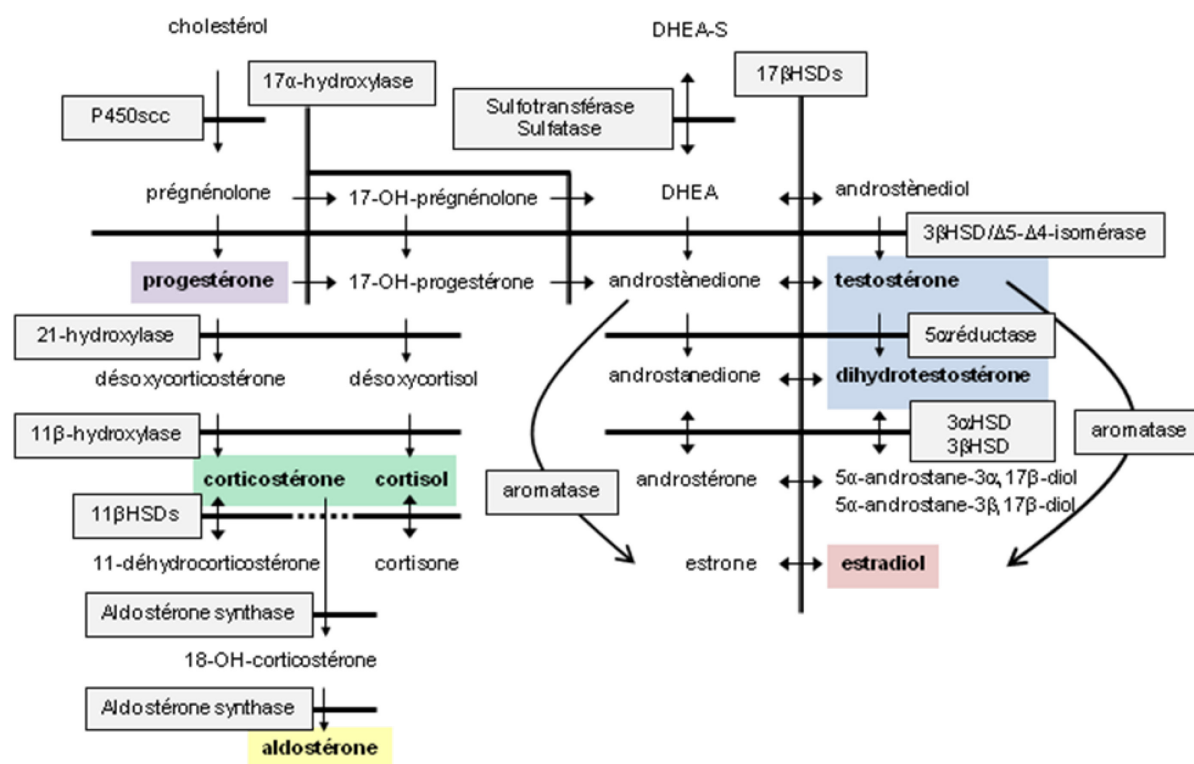 cholestérol
DHEA-S
17α-hydroxylase
17βHSDs
P450scc
Sulfotransférase
Sulfatase
prégnénolone
17-OH-prégnénolone
DHEA
androstènediol
3βHSD/Δ5-Δ4-isomérase
progestérone
17-OH-progestérone
androstènedione
testostérone
21-hydroxylase
5αréductase
désoxycorticostérone
désoxycortisol
androstanedione
dihydrotestostérone
11β-hydroxylase
3αHSD
3βHSD
aromatase
corticostérone
cortisol
aromatase
androstérone
5α-androstane-3α,17β-diol
5α-androstane-3β,17β-diol
11βHSDs
11-déhydrocorticostérone
cortisone
estrone
estradiol
Aldostérone synthase
18-OH-corticostérone
Aldostérone synthase
aldostérone